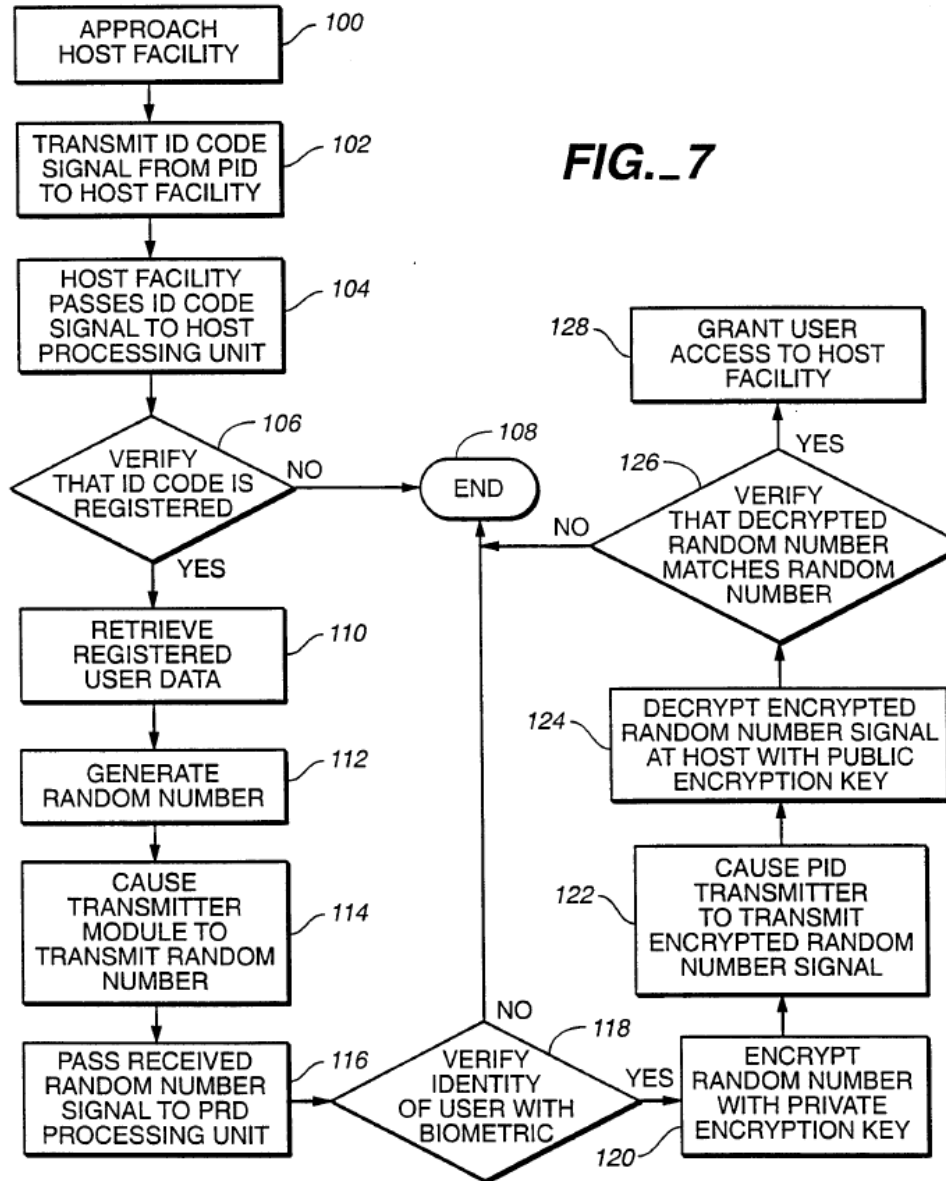 APPROACH
HOST FACILITY
100
TRANSMIT ID CODE
SIGNAL FROM PID
TO HOST FACILITY
102
FIG._7
HOST FACILITY
PASSES ID CODE
SIGNAL TO HOST
PROCESSING UNIT
104
VERIFY
THAT ID CODE IS
REGISTERED
106
NO
YES
108
END
RETRIEVE
REGISTERED
USER DATA
110
GENERATE
RANDOM NUMBER
112
CAUSE
TRANSMITTER
MODULE TO
TRANSMIT RANDOM
NUMBER
114
PASS RECEIVED
RANDOM NUMBER
SIGNAL TO PRD
PROCESSING UNIT
116
NO
118
VERIFY
IDENTITY
OF USER WITH
BIOMETRIC
YES
ENCRYPT
RANDOM NUMBER
WITH PRIVATE
ENCRYPTION KEY
120
122
CAUSE PID
TRANSMITTER
TO TRANSMIT
ENCRYPTED RANDOM
NUMBER SIGNAL
124
DECRYPT ENCRYPTED
RANDOM NUMBER SIGNAL
AT HOST WITH PUBLIC
ENCRYPTION KEY
126
VERIFY
THAT DECRYPTED
RANDOM NUMBER
MATCHES RANDOM
NUMBER
NO
YES
128
GRANT USER
ACCESS TO HOST
FACILITY